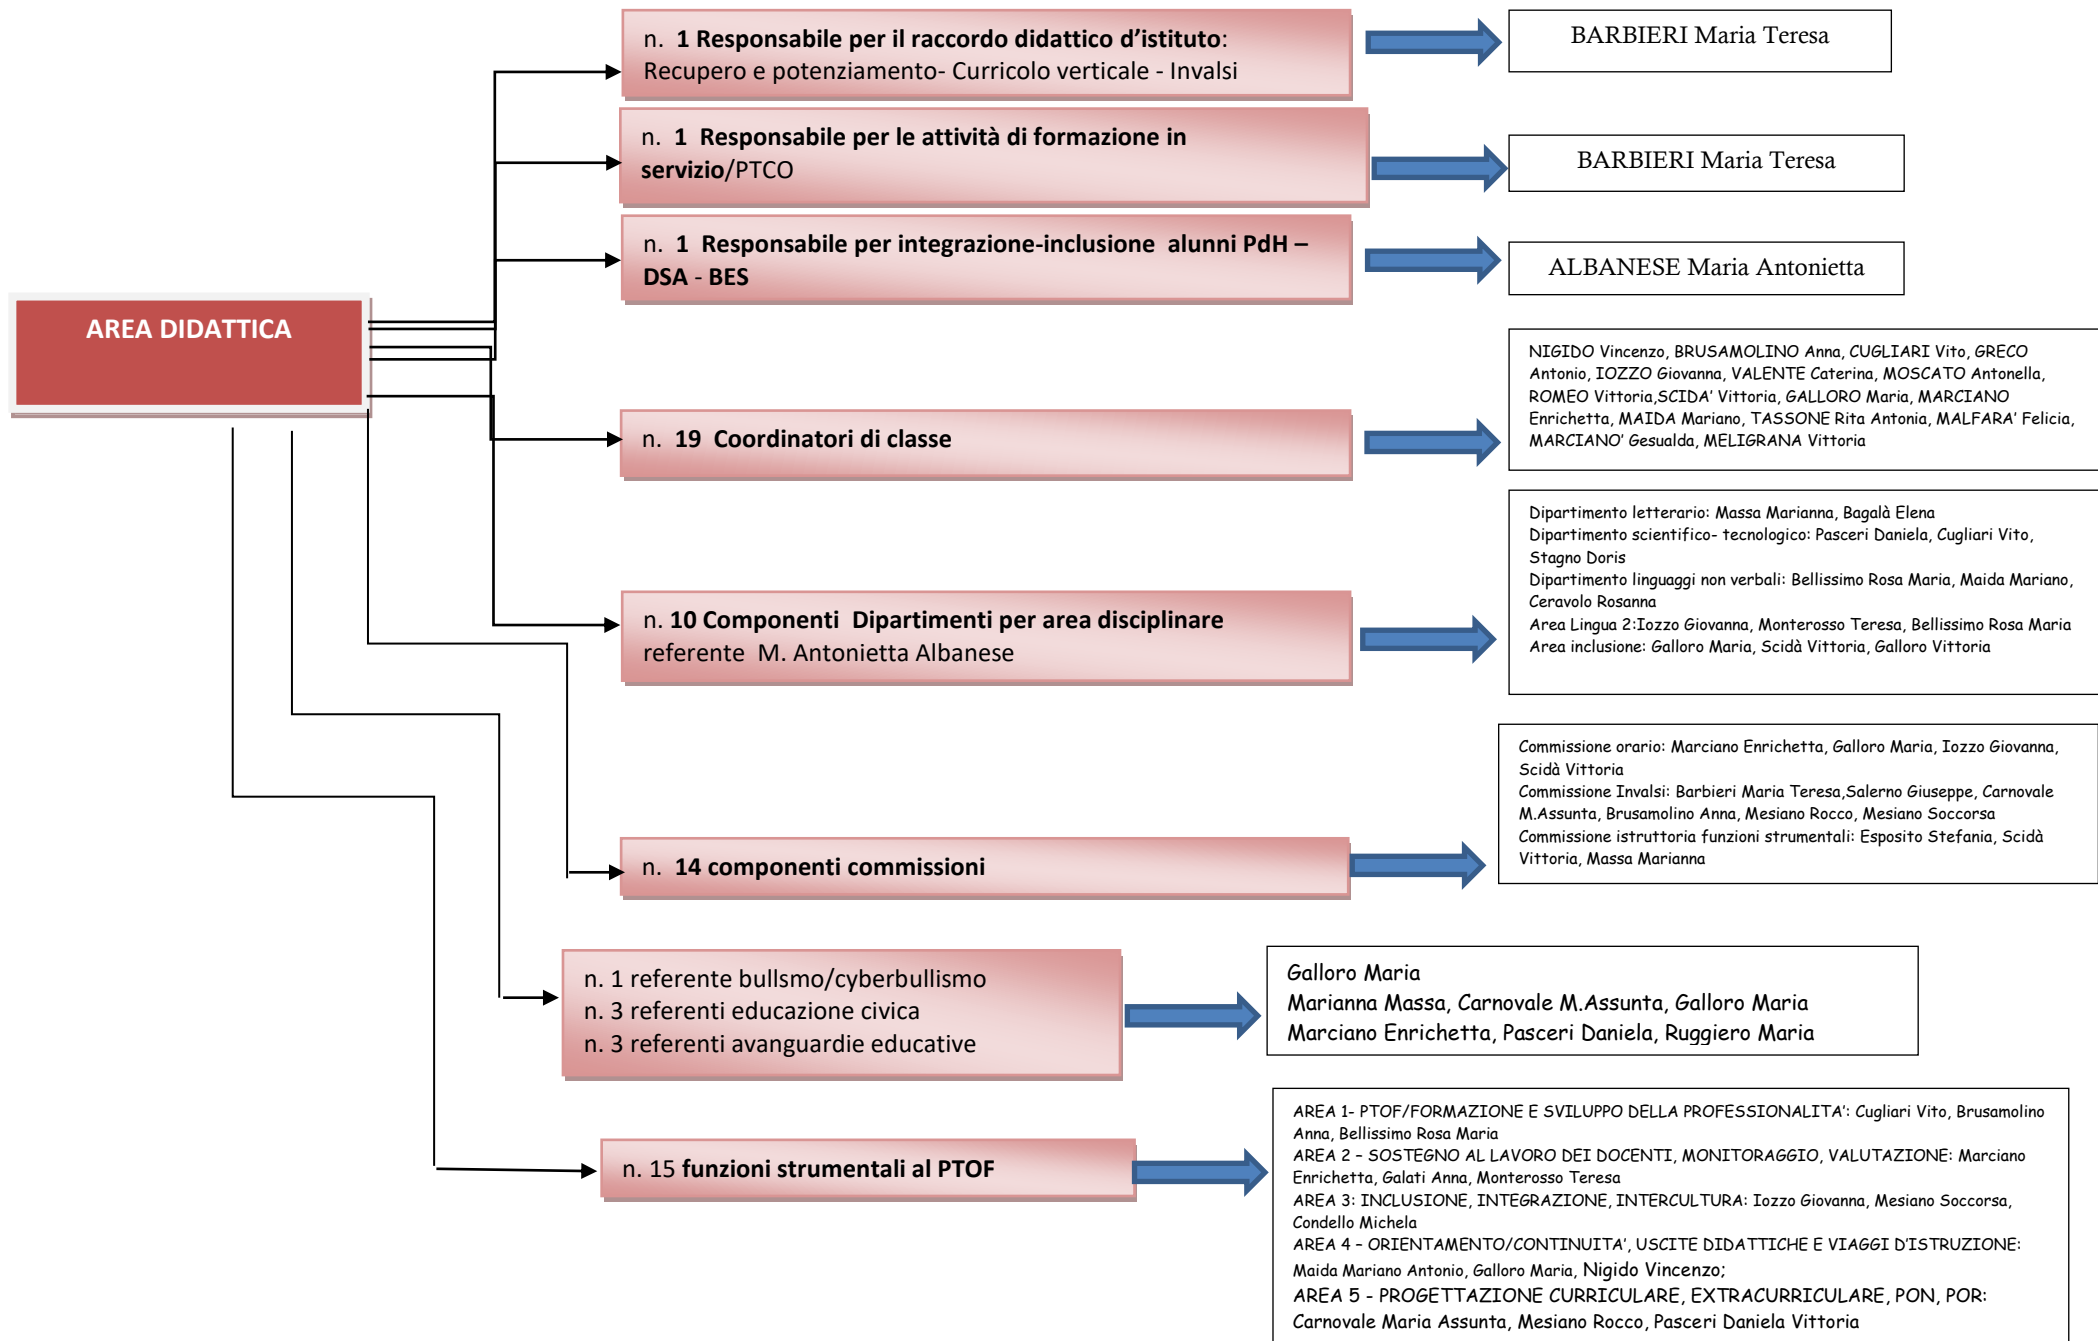 n. 1 Responsabile per il raccordo didattico d’istituto:
Recupero e potenziamento- Curricolo verticale - Invalsi
BARBIERI Maria Teresa
n. 1 Responsabile per le attività di formazione in
servizio/PTCO
BARBIERI Maria Teresa
n. 1 Responsabile per integrazione-inclusione alunni PdH –
DSA - BES
ALBANESE Maria Antonietta
AREA DIDATTICA
n. 19 Coordinatori di classe
NIGIDO Vincenzo, BRUSAMOLINO Anna, CUGLIARI Vito, GRECO
Antonio, IOZZO Giovanna, VALENTE Caterina, MOSCATO Antonella,
ROMEO Vittoria,SCIDA’ Vittoria, GALLORO Maria, MARCIANO
Enrichetta, MAIDA Mariano, TASSONE Rita Antonia, MALFARA’ Felicia,
MARCIANO’ Gesualda, MELIGRANA Vittoria
n. 10 Componenti Dipartimenti per area disciplinare
referente M. Antonietta Albanese
Dipartimento letterario: Massa Marianna, Bagalà Elena
Dipartimento scientifico- tecnologico: Pasceri Daniela, Cugliari Vito,
Stagno Doris
Dipartimento linguaggi non verbali: Bellissimo Rosa Maria, Maida Mariano,
Ceravolo Rosanna
Area Lingua 2:Iozzo Giovanna, Monterosso Teresa, Bellissimo Rosa Maria
Area inclusione: Galloro Maria, Scidà Vittoria, Galloro Vittoria
n. 14 componenti commissioni
Commissione orario: Marciano Enrichetta, Galloro Maria, Iozzo Giovanna,
Scidà Vittoria
Commissione Invalsi: Barbieri Maria Teresa,Salerno Giuseppe, Carnovale
M.Assunta, Brusamolino Anna, Mesiano Rocco, Mesiano Soccorsa
Commissione istruttoria funzioni strumentali: Esposito Stefania, Scidà
Vittoria, Massa Marianna
n. 1 referente bullsmo/cyberbullismo
n. 3 referenti educazione civica
n. 3 referenti avanguardie educative
Galloro Maria
Marianna Massa, Carnovale M.Assunta, Galloro Maria
Marciano Enrichetta, Pasceri Daniela, Ruggiero Maria
n. 15 funzioni strumentali al PTOF
AREA 1- PTOF/FORMAZIONE E SVILUPPO DELLA PROFESSIONALITA’: Cugliari Vito, Brusamolino
Anna, Bellissimo Rosa Maria
AREA 2 – SOSTEGNO AL LAVORO DEI DOCENTI, MONITORAGGIO, VALUTAZIONE: Marciano
Enrichetta, Galati Anna, Monterosso Teresa
AREA 3: INCLUSIONE, INTEGRAZIONE, INTERCULTURA: Iozzo Giovanna, Mesiano Soccorsa,
Condello Michela
AREA 4 – ORIENTAMENTO/CONTINUITA’, USCITE DIDATTICHE E VIAGGI D’ISTRUZIONE:
Maida Mariano Antonio, Galloro Maria, Nigido Vincenzo;
AREA 5 - PROGETTAZIONE CURRICULARE, EXTRACURRICULARE, PON, POR:
Carnovale Maria Assunta, Mesiano Rocco, Pasceri Daniela Vittoria